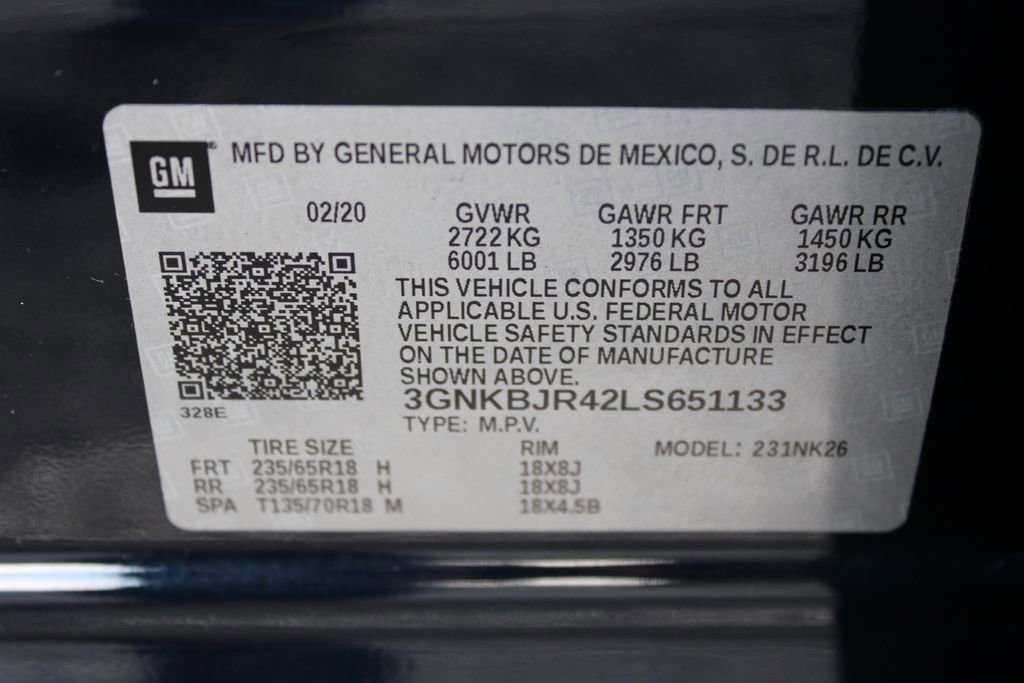 GM® MFD BY GENERAL MOTORS DE MEXICO, S. DE R.L. DE C.V.
02/20 GVWR GAWR FRT GAWR RR
2722 KG 1350 KG 1450 KG
6001 LB 2976 LB 3196 LB
THIS VEHICLE CONFORMS TO ALL
APPLICABLE U.S. FEDERAL MOTOR
VEHICLE SAFETY STANDARDS IN EFFECT
ON THE DATE OF MANUFACTURE
SHOWN ABOVE.
3GNKBJR42LS651133
328E
TYPE: M.P.V.
TIRE SIZE RIM MODEL: 231NK26
FRT 235/65R18 H 18X8J
RR 235/65R18 H 18X8J
SPA T135/70R18 M 18X4.5B